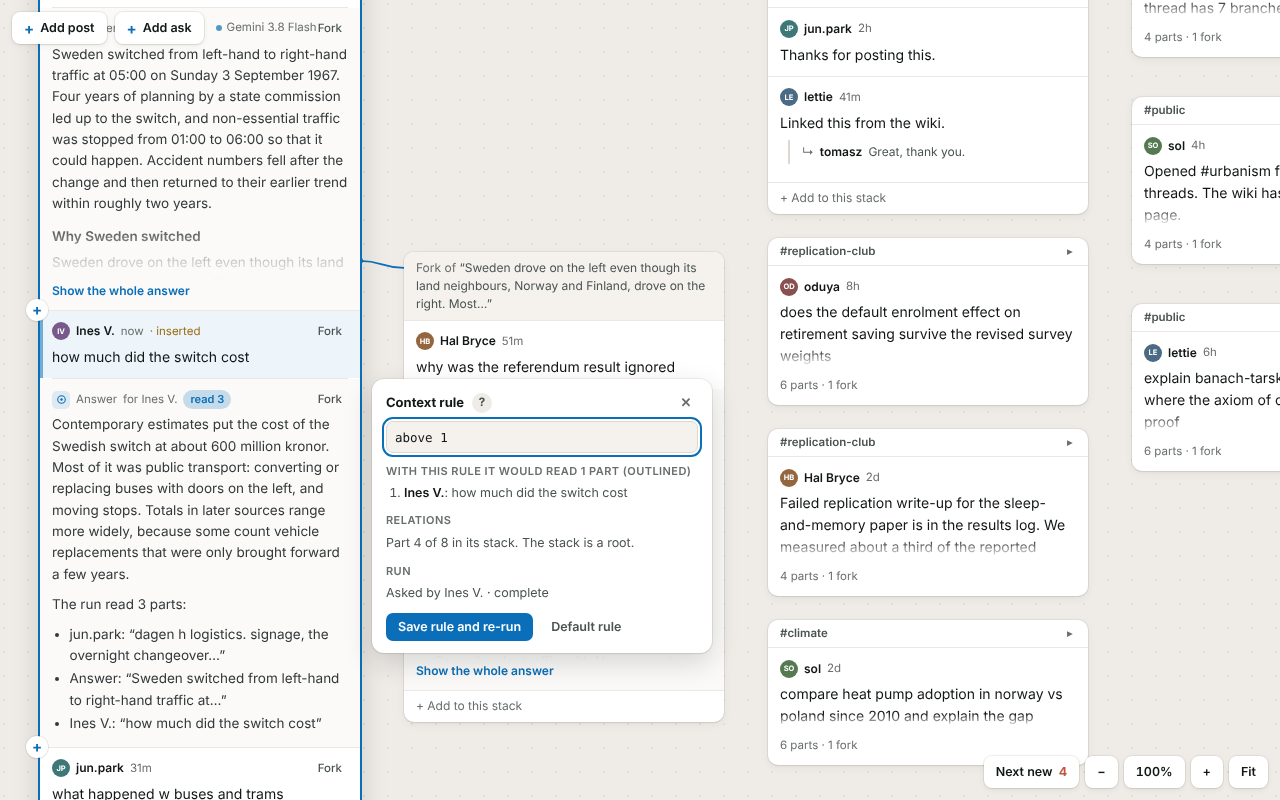 + Add post
+ Add ask
Gemini 3.8 Flash
Fork
Sweden switched from left-hand to right-hand
traffic at 05:00 on Sunday 3 September 1967.
Four years of planning by a state commission
led up to the switch, and non-essential traffic
was stopped from 01:00 to 06:00 so that it
could happen. Accident numbers fell after the
change and then returned to their earlier trend
within roughly two years.
Why Sweden switched
Sweden drove on the left even though its land
Show the whole answer
+
IV Ines V. now · inserted Fork
how much did the switch cost
Answer for Ines V. read 3 Fork
Contemporary estimates put the cost of the
Swedish switch at about 600 million kronor.
Most of it was public transport: converting or
replacing buses with doors on the left, and
moving stops. Totals in later sources range
more widely, because some count vehicle
replacements that were only brought forward
a few years.
The run read 3 parts:
• jun.park: “dagen h logistics. signage, the
overnight changeover…”
• Answer: “Sweden switched from left-hand
to right-hand traffic at…”
• Ines V.: “how much did the switch cost”
+
JP jun.park 31m Fork
what happened w buses and trams
Fork of “Sweden drove on the left even though its
land neighbours, Norway and Finland, drove on the
right. Most…”
HB Hal Bryce 51m
why was the referendum result ignored
Context rule ? ×
above 1
WITH THIS RULE IT WOULD READ 1 PART (OUTLINED)
1. Ines V.: how much did the switch cost
RELATIONS
Part 4 of 8 in its stack. The stack is a root.
RUN
Asked by Ines V. · complete
Save rule and re-run
Default rule
Show the whole answer
+ Add to this stack
JP jun.park 2h
Thanks for posting this.
LE lettie 41m
Linked this from the wiki.
↳ tomasz Great, thank you.
+ Add to this stack
#replication-club ▸
OD oduya 8h
does the default enrolment effect on
retirement saving survive the revised survey
weights
6 parts · 1 fork
#replication-club ▸
HB Hal Bryce 2d
Failed replication write-up for the sleep-
and-memory paper is in the results log. We
measured about a third of the reported
4 parts · 1 fork
#climate ▸
SO sol 2d
compare heat pump adoption in norway vs
poland since 2010 and explain the gap
6 parts · 1 fork
thread has 7 branche
4 parts · 1 fork
#public
SO sol 4h
Opened #urbanism f
threads. The wiki has
page.
4 parts · 1 fork
#public
LE lettie 6h
explain banach-tarsk
where the axiom of c
proof
6 parts · 1 fork
Next new 4
−
100%
+
Fit